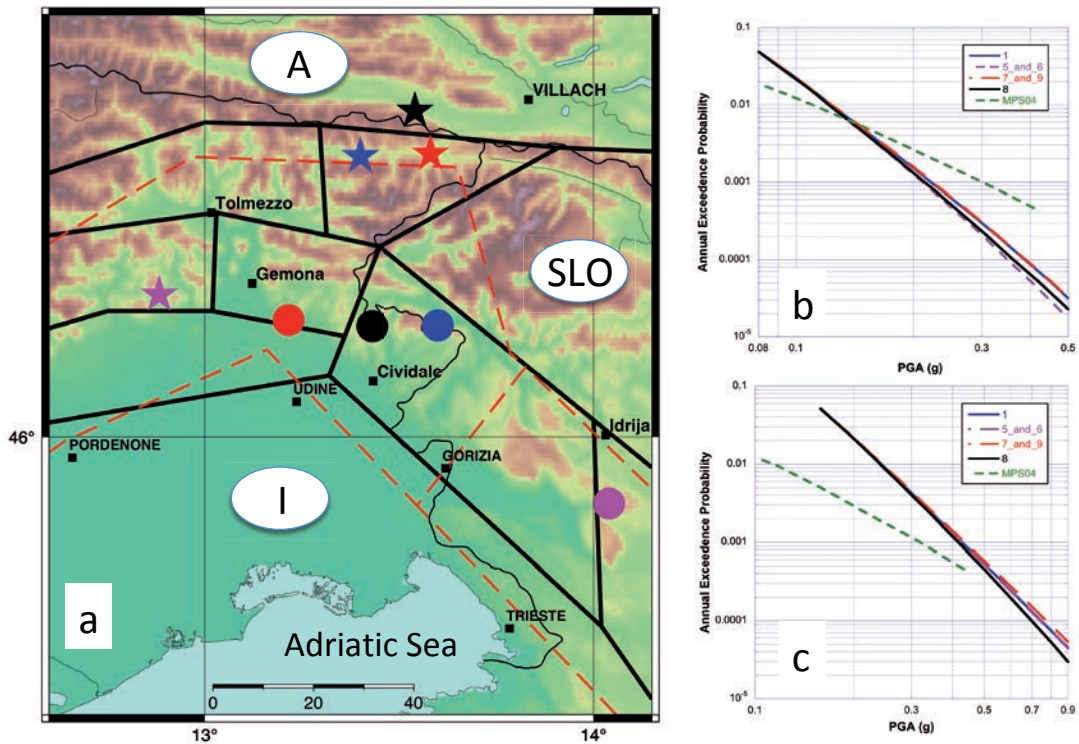 A
VILLACH
Tolmezzo
Gemona
SLO
Cividale
UDINE
Idrija
46°
PORDENONE
GORIZIA
I
a
TRIESTE
Adriatic Sea
0 20 40
13° 14°
0.1
0.01
0.001
0.0001
10-5
Annual Exceedence Probability
1
5_and_6
7_and_9
8
MPS04
b
0.08 0.1 0.3 0.5
PGA (g)
0.1
0.01
0.001
0.0001
10-5
Annual Exceedence Probability
1
5_and_6
7_and_9
8
MPS04
c
0.1 0.3 0.5 0.7 0.9
PGA (g)